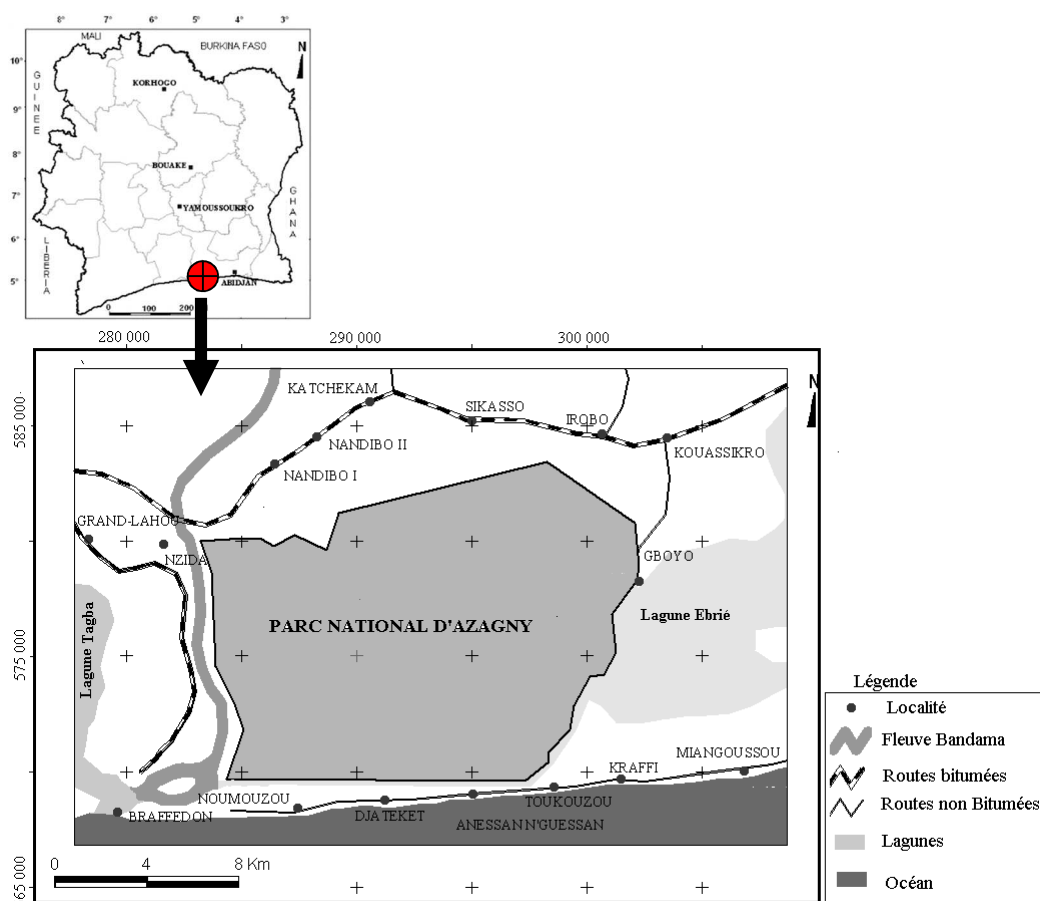 8° 7° 6° 5° 4° 3°
MALI
BURKINA FASO
N
10°
GUINEE
KORHOGO
9°
8°
BOUAKE
7°
YAMOUSSOUKRO
GHANA
6°
LIBERIA
ABIDJAN
5°
0 100 200
280 000 290 000 300 000
N
KATCHEKAM
SIKASSO
IROBO
585 000
NANDIBO II
KOUASSIKRO
NANDIBO I
GRAND-LAHOU
NZIDA
GBOYO
Lagune Tagba
PARC NATIONAL D'AZAGNY
Lagune Ebrié
575 000
MIANGOUSSOU
KRAFFI
NOUMOUZOU
TOUKOUZOU
BRAFFEDON
DJATEKET
ANESSAN N'GUESSAN
65 000
0 4 8 Km
Légende
Localité
Fleuve Bandama
Routes bitumées
Routes non Bitumées
Lagunes
Océan